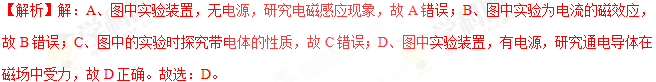 【解析】解：A、图中实验装置，无电源，研究电磁感应现象，故 A 错误；B、图中实验为电流的磁效应，
故 B 错误；C、图中的实验时探究带电体的性质，故 C 错误；D、图中实验装置，有电源，研究通电导体在
磁场中受力，故 D 正确。故选：D。